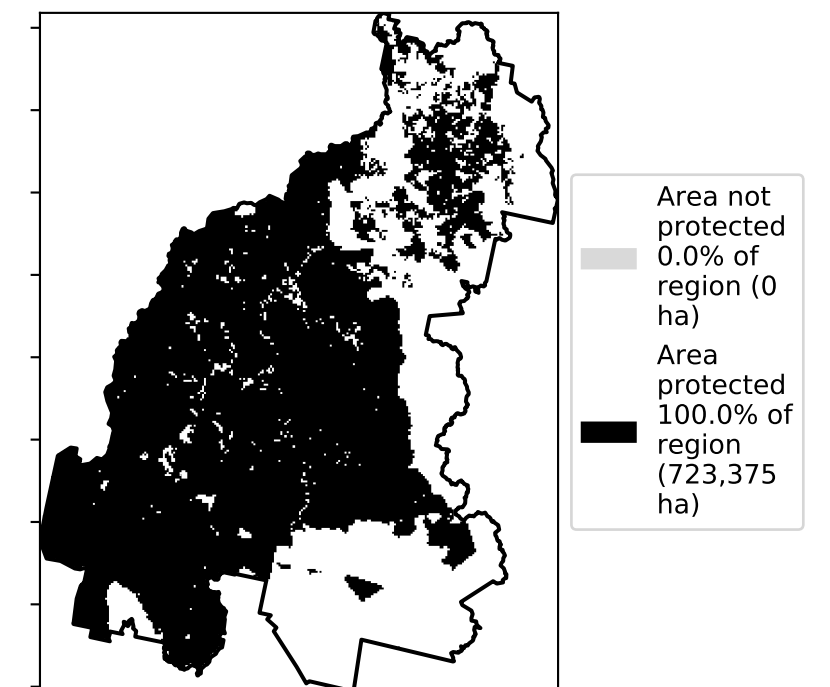 Area not
protected
0.0% of
region (0
ha)
Area
protected
100.0% of
region
(723,375
ha)